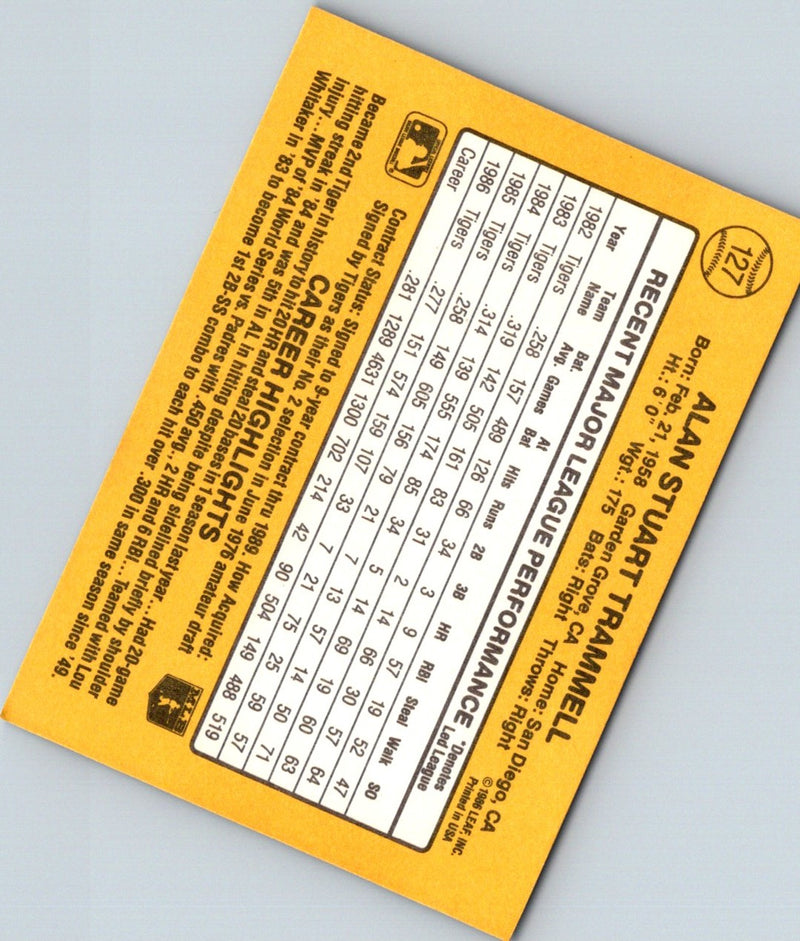 127
ALAN STUART TRAMMELL
Born: Feb. 21, 1958 Garden Grove, CA Home: San Diego, CA
Ht.: 6' 0" Wgt.: 175 Bats: Right Throws: Right
©1986 LEAF, INC.
Printed in USA
RECENT MAJOR LEAGUE PERFORMANCE *Denotes Led League
Year Team Name Bat. Avg. Games At Bat Hits Runs 2B 3B HR RBI Steal Walk SO
1982 Tigers .258 157 489 126 66 34 3 9 57 19 52 47
1983 Tigers .319 142 505 161 83 31 2 14 66 30 57 64
1984 Tigers .314 139 555 174 85 34 5 14 69 19 60 63
1985 Tigers .258 149 605 156 79 21 7 13 57 14 50 71
1986 Tigers .277 151 574 159 107 33 7 21 75 25 59 57
Career .281 1289 4631 1300 702 214 42 90 504 149 488 519
Contract Status: Signed to 9-year contract thru 1989. How Acquired:
Signed by Tigers as their No. 2 selection in June 1976 amateur draft
CAREER HIGHLIGHTS
Became 2nd Tiger in history to hit 20 HR and steal 20 bases in a season last year...Had 20-game
hitting streak in '84 and was 5th in AL in hitting despite being sidelined briefly by shoulder
injury...MVP of '84 World Series vs. Padres with .450 avg., 2 HR and 6 RBI...Teamed with Lou
Whitaker in '83 to become 1st 2B-SS combo to each hit over .300 in same season since '49.